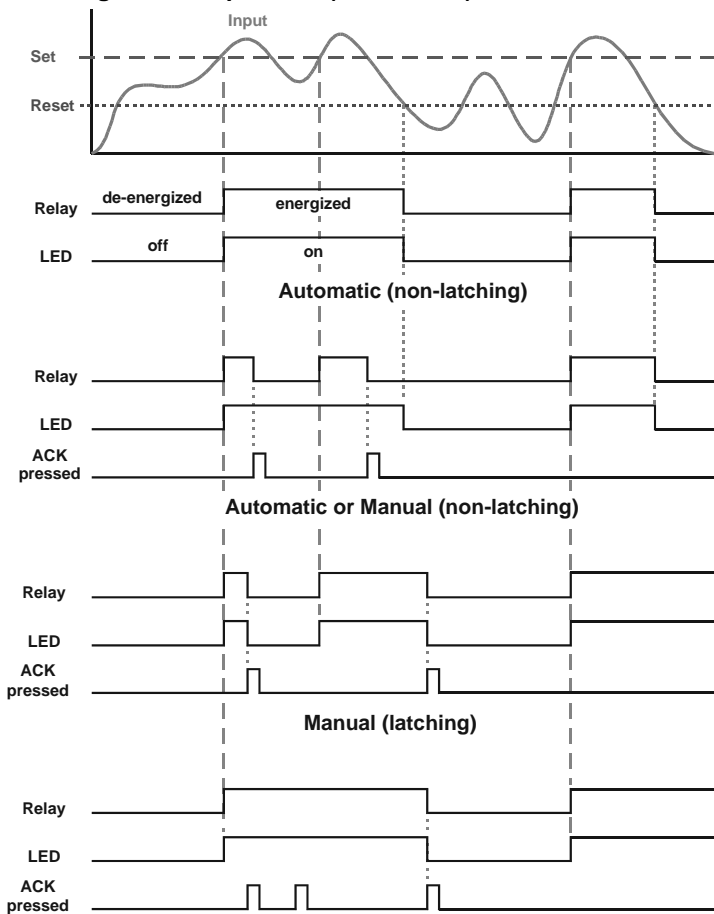 Input
Set
Reset
de-energized
energized
Relay
off
on
LED
Automatic (non-latching)
Relay
LED
ACK
pressed
Automatic or Manual (non-latching)
Relay
LED
ACK
pressed
Manual (latching)
Relay
LED
ACK
pressed